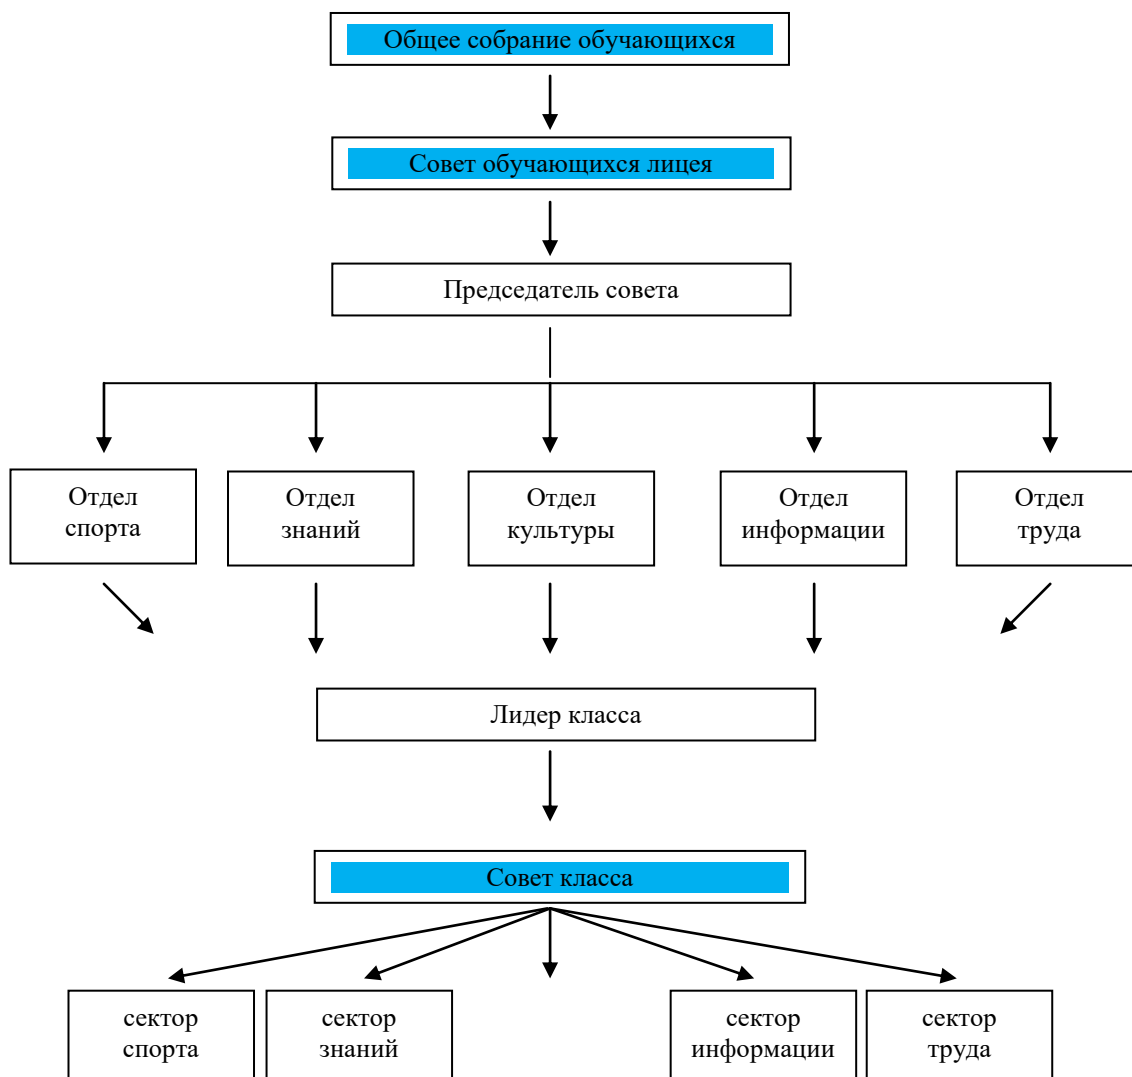 Общее собрание обучающихся
Совет обучающихся лицея
Председатель совета
Отдел
спорта
Отдел
знаний
Отдел
культуры
Отдел
информации
Отдел
труда
Лидер класса
Совет класса
сектор
спорта
сектор
знаний
сектор
информации
сектор
труда